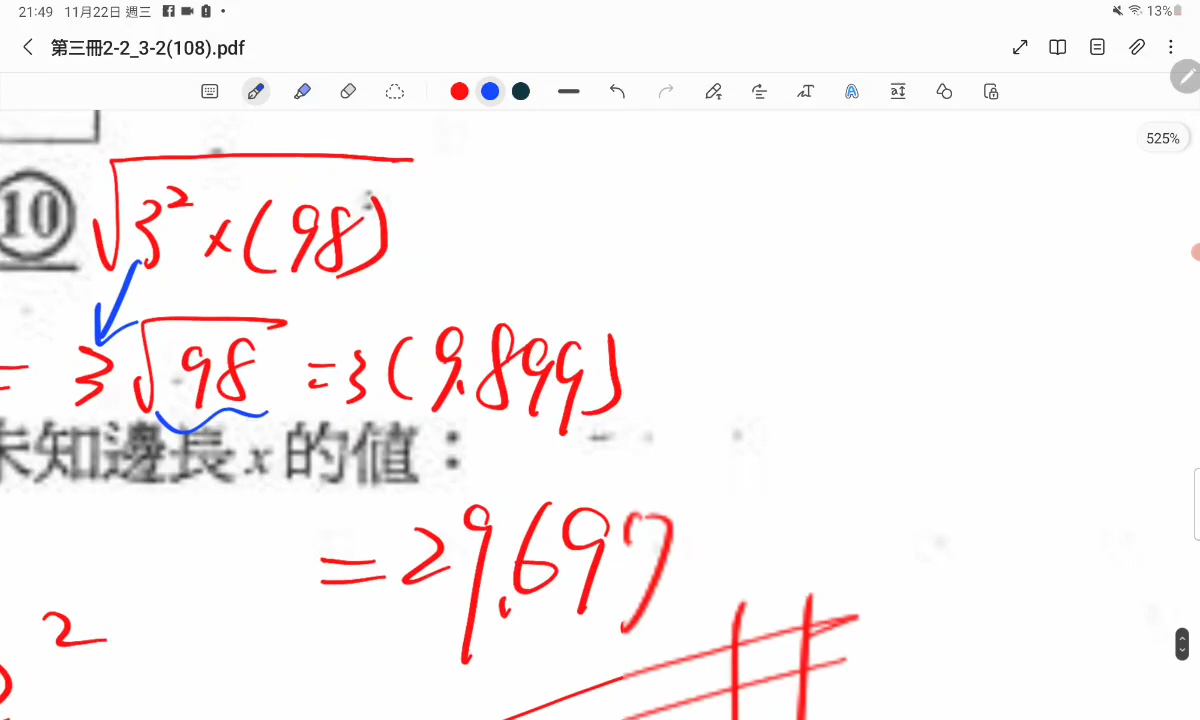 21:49 11月22日 週三 13%
第三冊2-2_3-2(108).pdf
525%
⑩ √3² × (98)
= 3√98 = 3(9.899)
未知邊長x的值：
= 29.697
2